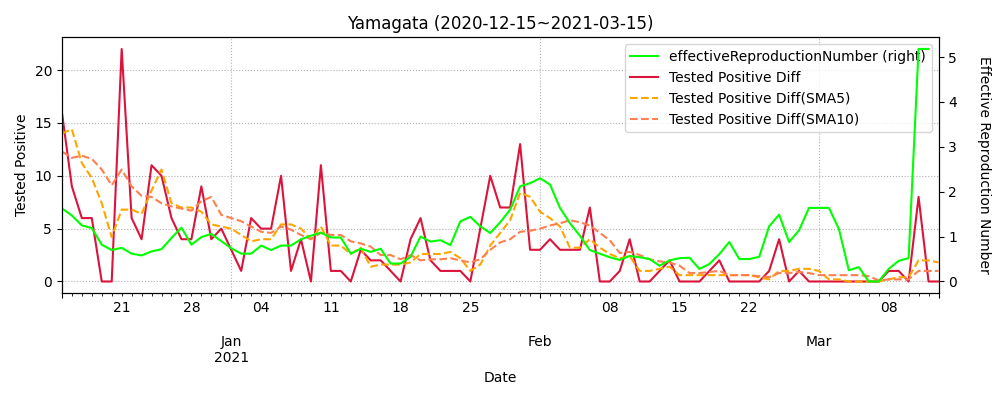 Yamagata (2020-12-15~2021-03-15)
effectiveReproductionNumber (right)
Tested Positive Diff
Tested Positive Diff(SMA5)
Tested Positive Diff(SMA10)
Tested Positive
20
15
10
5
0
Effective Reproduction Number
5
4
3
2
1
0
21
28
04
11
18
25
08
15
22
08
Jan
2021
Feb
Mar
Date